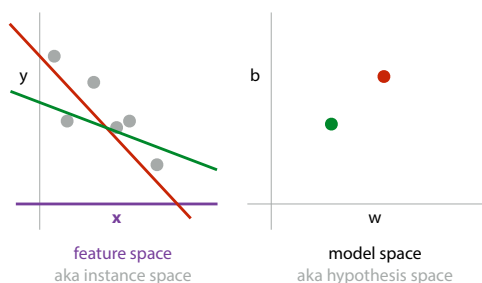 y
x
feature space
aka instance space
b
w
model space
aka hypothesis space